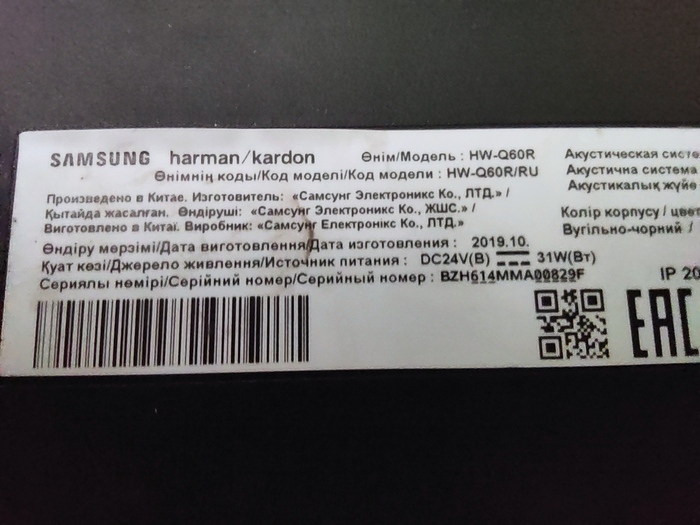 SAMSUNG harman/kardon Өнім/Модель : HW-Q60R
Өнімнің коды/Код моделі/Код модели : HW-Q60R/RU
Произведено в Китае. Изготовитель: «Самсунг Электроникс Ко., ЛТД.» /
Қытайда жасалған. Өндіруші: «Самсунг Электроникс Ко., ЖШС.» /
Виготовлено в Китаї. Виробник: «Самсунг Електронікс Ко., ЛТД.»
Өндіру мерзімі/Дата виготовлення/Дата изготовления : 2019.10.
Қуат көзі/Джерело живлення/Источник питания : DC24V(В) 31W(Вт)
Сериялы нөмірі/Серійний номер/Серийный номер : BZH614MMA00829F
Акустическая систе
Акустична система
Акустикалық жүйе
Колір корпусу / цвет
Вугільно-чорний /
IP 20
EAC